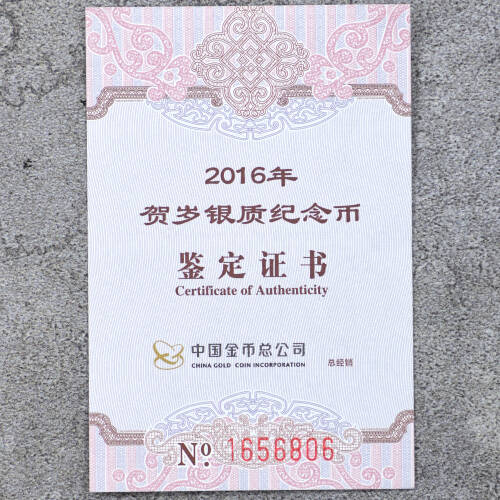 2016年
贺岁银质纪念币
鉴定证书
Certificate of Authenticity
中国金币总公司
CHINA GOLD COIN INCORPORATION
总经销
No. 1656806